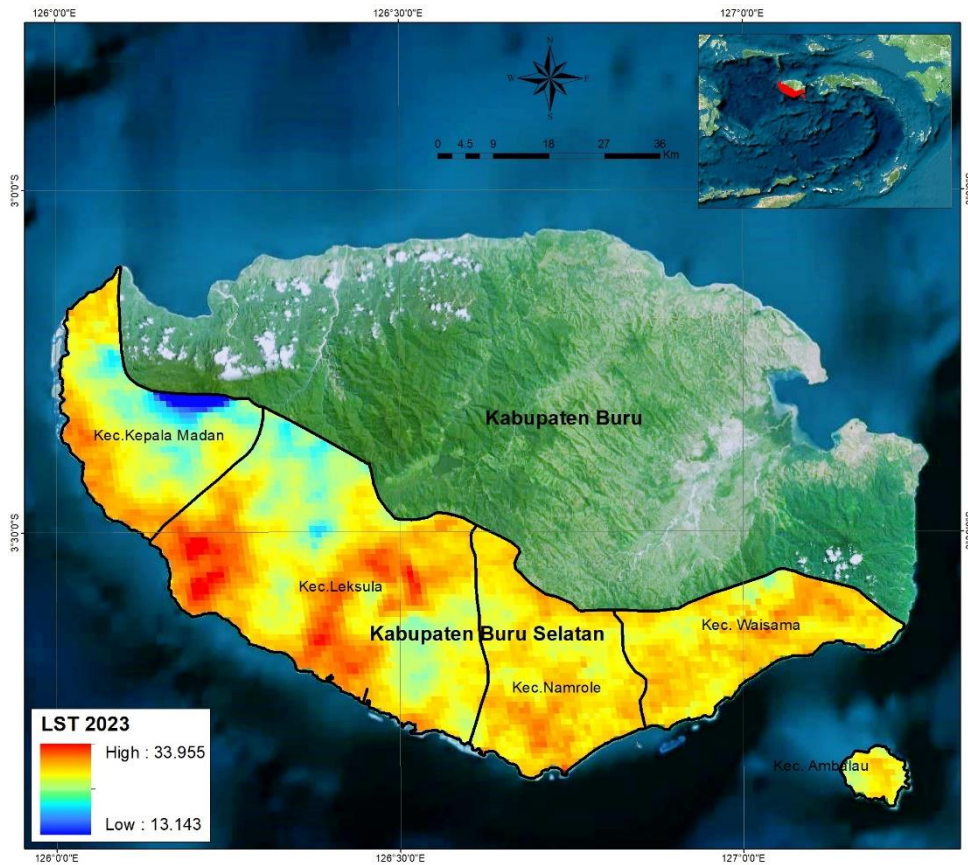 126°0'0"E
126°30'0"E
127°0'0"E
N
W
E
S
0 4.5 9 18 27 36
Km
3°0'0"S
Kabupaten Buru
Kec.Kepala Madan
3°30'0"S
Kec.Leksula
Kec. Waisama
Kabupaten Buru Selatan
Kec.Namrole
LST 2023
High : 33.955
Low : 13.143
Kec. Ambalau
126°0'0"E
126°30'0"E
127°0'0"E